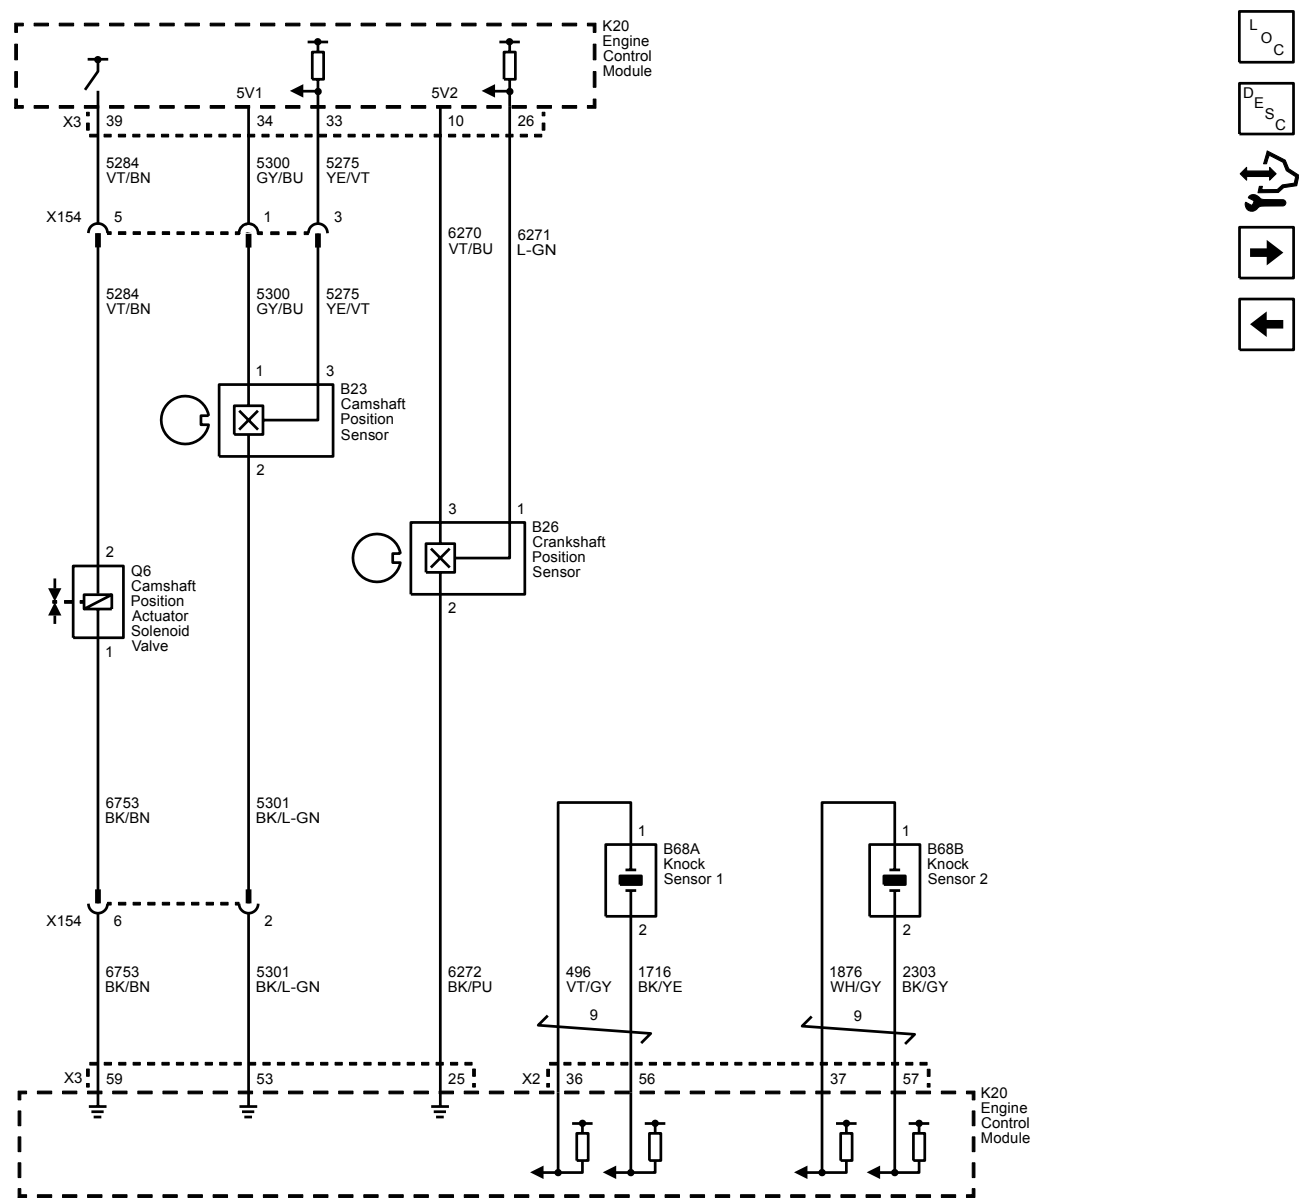 K20
Engine
Control
Module
L O C
D E S C
5V1
5V2
X3 39 34 33 10 26
5284 5300 5275
VT/BN GY/BU YE/VT
X154 5 1 3
6270 6271
VT/BU L-GN
5284 5300 5275
VT/BN GY/BU YE/VT
1 3
B23
Camshaft
Position
Sensor
2
3 1
B26
Crankshaft
Position
Sensor
2
2
Q6
Camshaft
Position
Actuator
Solenoid
Valve
1
6753 5301
BK/BN BK/L-GN
1
B68A
Knock
Sensor 1
2
1
B68B
Knock
Sensor 2
2
X154 6 2
6753 5301 6272 496 1716 1876 2303
BK/BN BK/L-GN BK/PU VT/GY BK/YE WH/GY BK/GY
9 9
X3 59 53 25 X2 36 56 37 57
K20
Engine
Control
Module